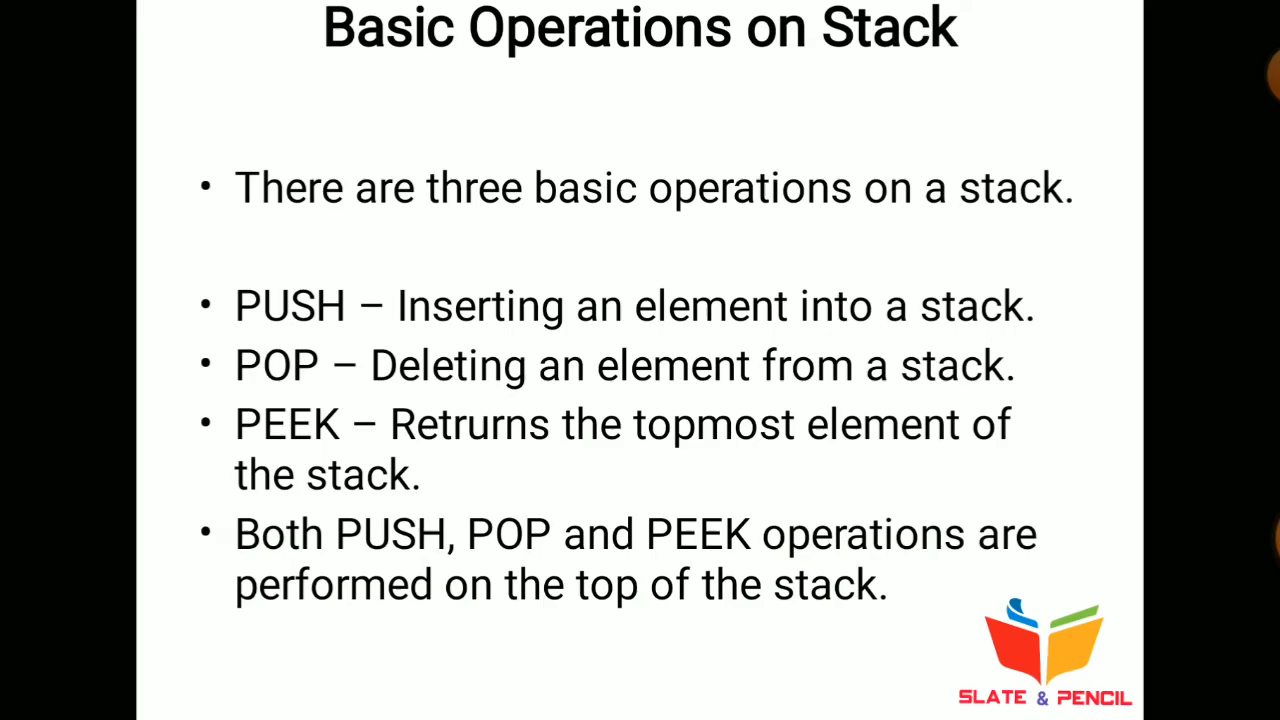 Basic Operations on Stack
• There are three basic operations on a stack.
• PUSH – Inserting an element into a stack.
• POP – Deleting an element from a stack.
• PEEK – Retrurns the topmost element of
the stack.
• Both PUSH, POP and PEEK operations are
performed on the top of the stack.
SLATE & PENCIL